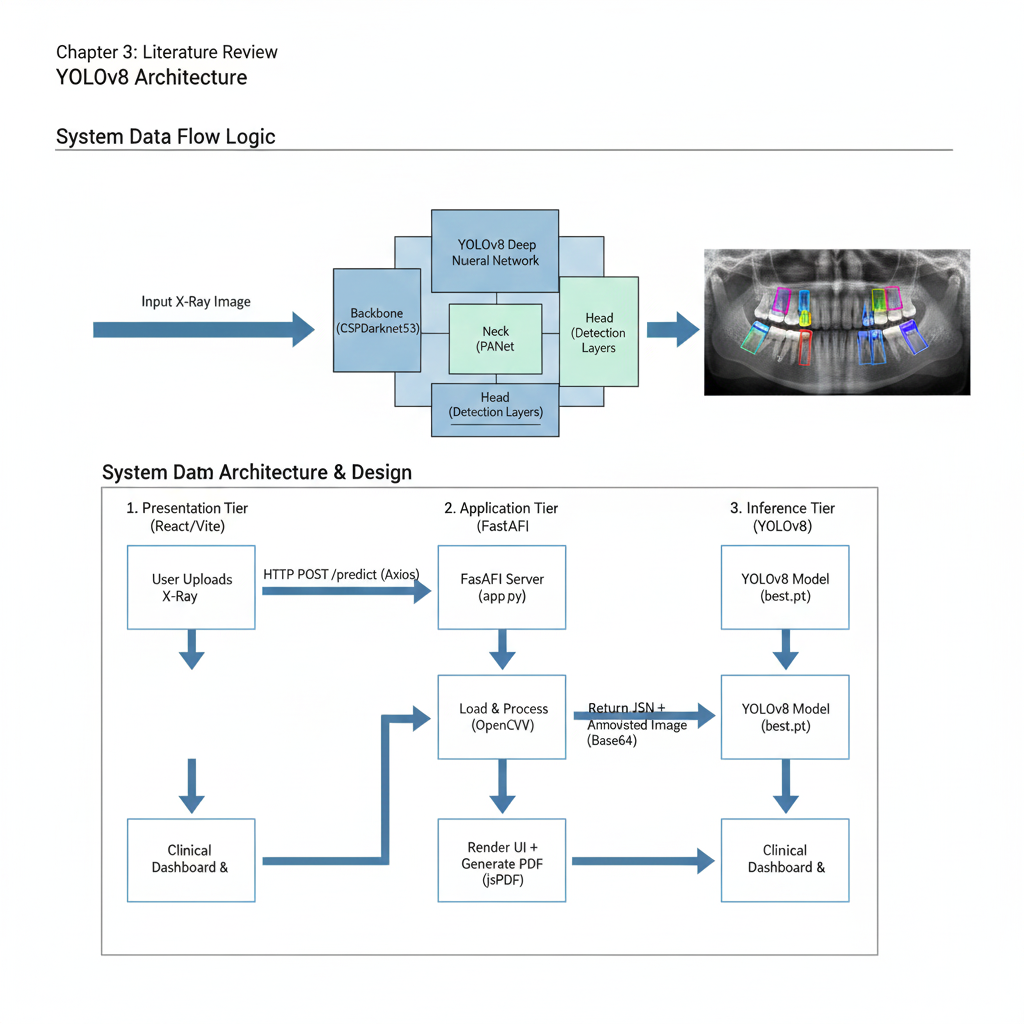 Chapter 3: Literature Review
YOLOv8 Architecture
System Data Flow Logic
Input X-Ray Image
YOLOv8 Deep
Nueral Network
Backbone
(CSPDarknet53)
Neck
(PANet
Head
(Detection
Layers
Head
(Detection Layers)
System Dam Architecture & Design
1. Presentation Tier
(React/Vite)
2. Application Tier
(FastAFI
3. Inference Tier
(YOLOv8)
User Uploads
X-Ray
HTTP POST /predict (Axios)
FasAFI Server
(app.py)
YOLOv8 Model
(best.pt)
Load & Process
(OpenCVV)
Return JSN +
Annovsted Image
(Base64)
YOLOv8 Model
(best.pt)
Clinical
Dashboard &
Render UI +
Generate PDF
(jsPDF)
Clinical
Dashboard &